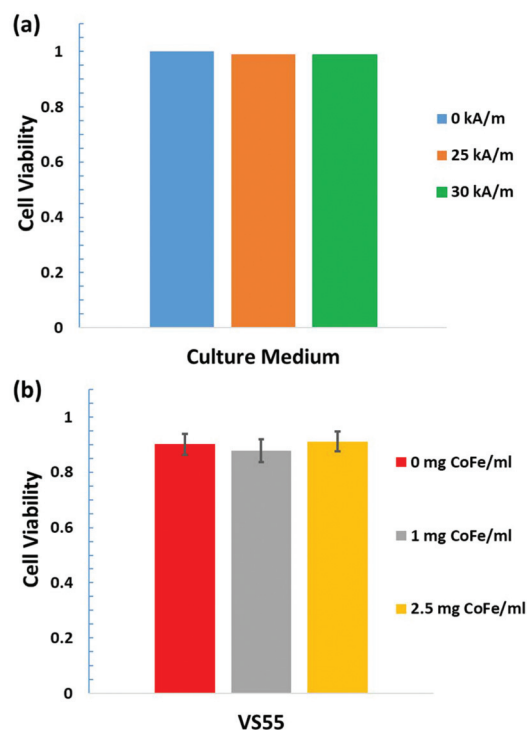 (a)
Cell Viability
1
0.8
0.6
0.4
0.2
0
Culture Medium
0 kA/m
25 kA/m
30 kA/m
(b)
Cell Viability
1
0.8
0.6
0.4
0.2
0
VS55
0 mg CoFe/ml
1 mg CoFe/ml
2.5 mg CoFe/ml